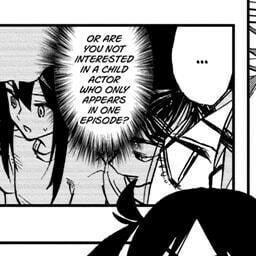 ...
OR ARE
YOU NOT
INTERESTED
IN A CHILD
ACTOR
WHO ONLY
APPEARS
IN ONE
EPISODE?